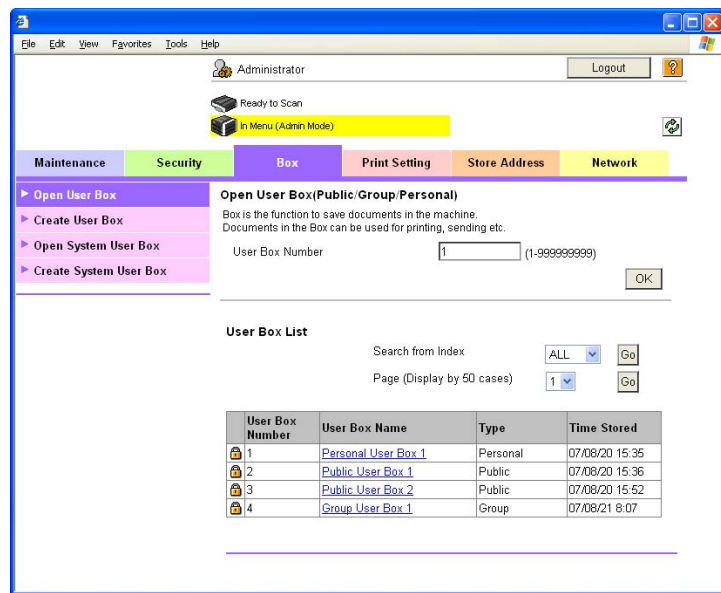 File Edit View Favorites Tools Help
Administrator
Logout
?
Ready to Scan
In Menu (Admin Mode)
Maintenance Security Box Print Setting Store Address Network
Open User Box
Create User Box
Open System User Box
Create System User Box
Open User Box(Public/Group/Personal)
Box is the function to save documents in the machine.
Documents in the Box can be used for printing, sending etc.
User Box Number 1 (1-999999999)
OK
User Box List
Search from Index ALL Go
Page (Display by 50 cases) 1 Go
User Box Number User Box Name Type Time Stored
1 Personal User Box 1 Personal 07/08/20 15:35
2 Public User Box 1 Public 07/08/20 15:36
3 Public User Box 2 Public 07/08/20 15:52
4 Group User Box 1 Group 07/08/21 8:07